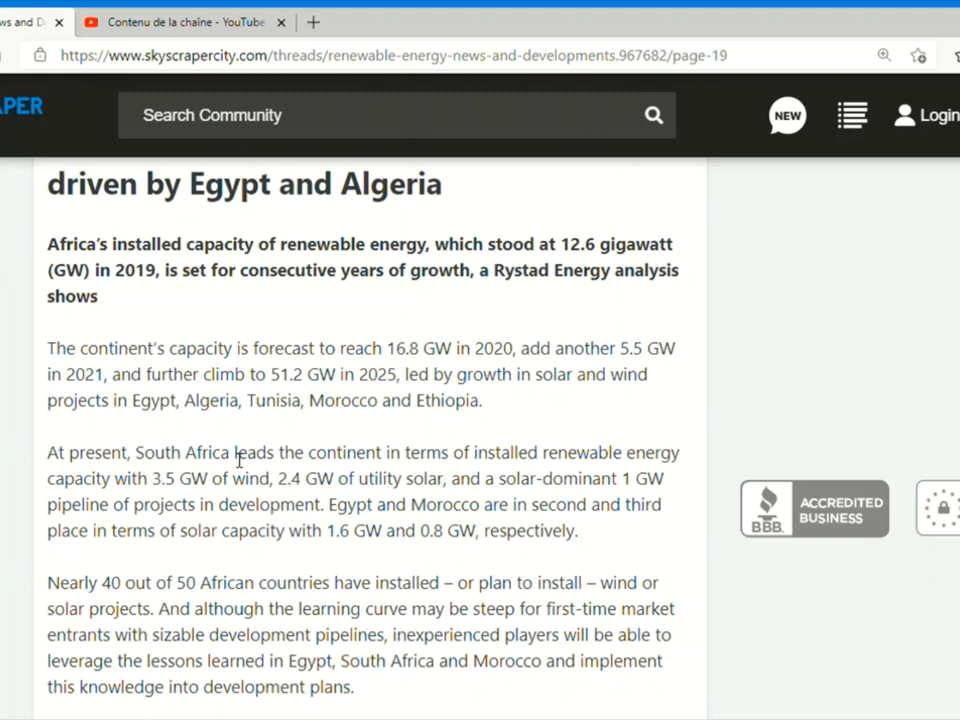 ws and D
Contenu de la chaîne - YouTube
https://www.skyscrapercity.com/threads/renewable-energy-news-and-developments.967682/page-19
APER
Search Community
NEW
Login
driven by Egypt and Algeria
Africa's installed capacity of renewable energy, which stood at 12.6 gigawatt
(GW) in 2019, is set for consecutive years of growth, a Rystad Energy analysis
shows
The continent's capacity is forecast to reach 16.8 GW in 2020, add another 5.5 GW
in 2021, and further climb to 51.2 GW in 2025, led by growth in solar and wind
projects in Egypt, Algeria, Tunisia, Morocco and Ethiopia.
At present, South Africa leads the continent in terms of installed renewable energy
capacity with 3.5 GW of wind, 2.4 GW of utility solar, and a solar-dominant 1 GW
pipeline of projects in development. Egypt and Morocco are in second and third
place in terms of solar capacity with 1.6 GW and 0.8 GW, respectively.
BBB.
ACCREDITED
BUSINESS
Nearly 40 out of 50 African countries have installed – or plan to install – wind or
solar projects. And although the learning curve may be steep for first-time market
entrants with sizable development pipelines, inexperienced players will be able to
leverage the lessons learned in Egypt, South Africa and Morocco and implement
this knowledge into development plans.